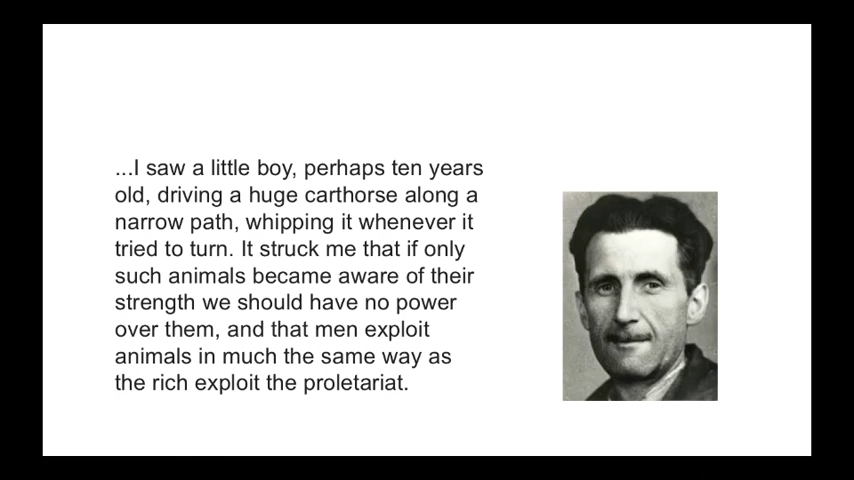 ...I saw a little boy, perhaps ten years
old, driving a huge carthorse along a
narrow path, whipping it whenever it
tried to turn. It struck me that if only
such animals became aware of their
strength we should have no power
over them, and that men exploit
animals in much the same way as
the rich exploit the proletariat.